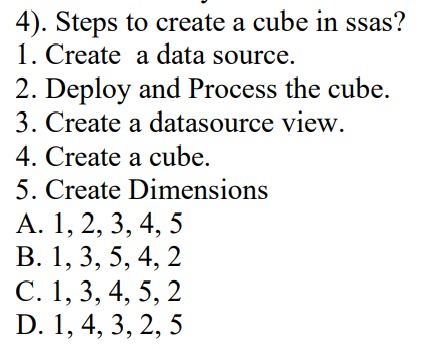 4). Steps to create a cube in ssas?
1. Create  a data source.
2. Deploy and Process the cube.
3. Create a datasource view.
4. Create a cube.
5. Create Dimensions
A. 1, 2, 3, 4, 5
B. 1, 3, 5, 4, 2
C. 1, 3, 4, 5, 2
D. 1, 4, 3, 2, 5